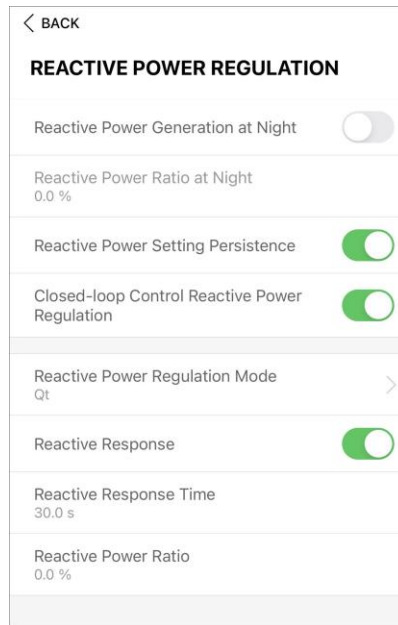 BACK
REACTIVE POWER REGULATION
Reactive Power Generation at Night
Reactive Power Ratio at Night
0.0 %
Reactive Power Setting Persistence
Closed-loop Control Reactive Power
Regulation
Reactive Power Regulation Mode
Qt
Reactive Response
Reactive Response Time
30.0 s
Reactive Power Ratio
0.0 %